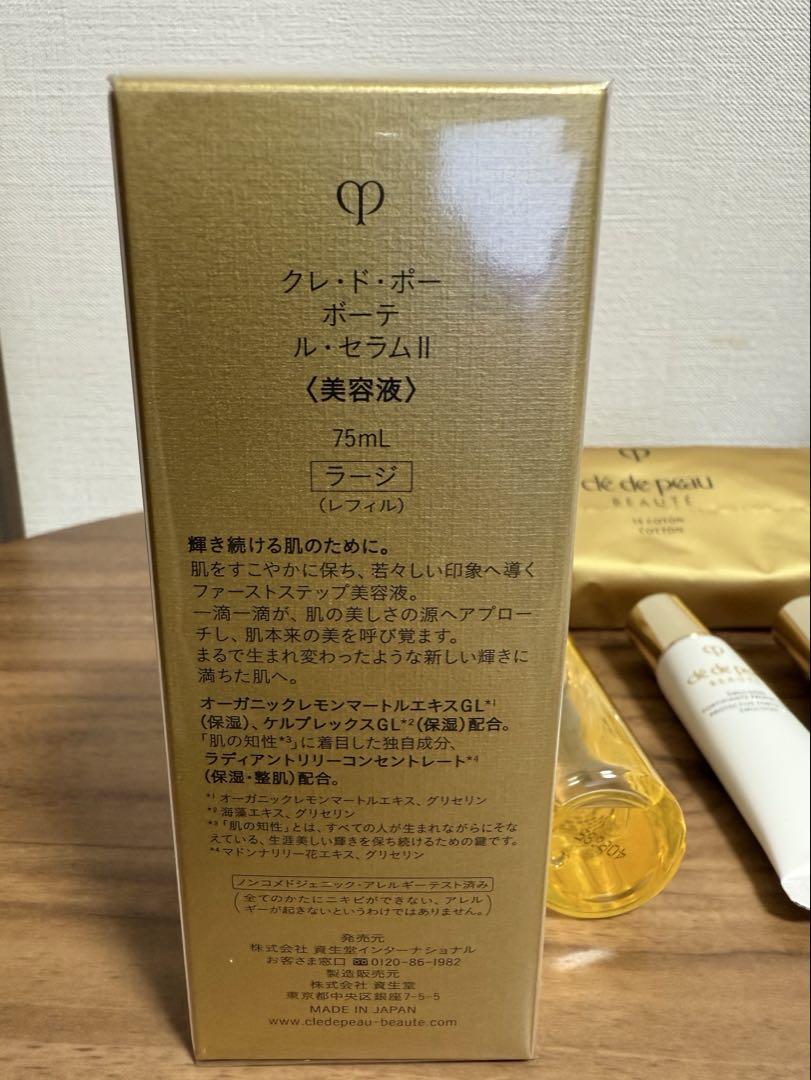 クレ・ド・ポー
ボーテ
ル・セラムII
〈美容液〉
75mL
ラージ
（レフィル）
輝き続ける肌のために。
肌をすこやかに保ち、若々しい印象へ導く
ファーストステップ美容液。
一滴一滴が、肌の美しさの源へアプロー
チし、肌本来の美を呼び覚ます。
まるで生まれ変わったような新しい輝きに
満ちた肌へ。
オーガニックレモンマートルエキスGL*1
（保湿）、ケルプレックスGL*2（保湿）配合。
「肌の知性*3」に着目した独自成分、
ラディアントリリーコンセントレート*4
（保湿・整肌）配合。
*1 オーガニックレモンマートルエキス、グリセリン
*2 海藻エキス、グリセリン
*3「肌の知性」とは、すべての人が生まれながらにそな
えている、生涯美しい輝きを保ち続けるための鍵です。
*4 マドンナリリー花エキス、グリセリン
ノンコメドジェニック・アレルギーテスト済み
（全てのかたにニキビができない、アレル
ギーが起きないというわけではありません。）
発売元
株式会社 資生堂インターナショナル
お客さま窓口 0120-86-1982
製造販売元
株式会社 資生堂
東京都中央区銀座7-5-5
MADE IN JAPAN
www.cledepeau-beaute.com
clé de peau
BEAUTÉ
LE COTON
COTTON
clé de peau
BEAUTÉ